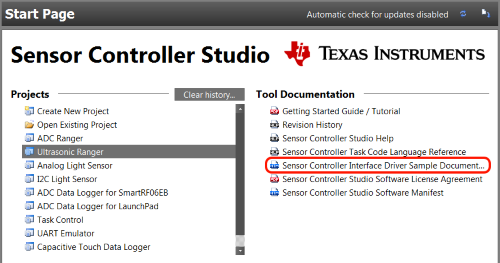 Start Page
Automatic check for updates disabled
Sensor Controller Studio
TEXAS INSTRUMENTS
Projects
Clear history...
Create New Project
Open Existing Project
ADC Ranger
Ultrasonic Ranger
Analog Light Sensor
I2C Light Sensor
ADC Data Logger for SmartRF06EB
ADC Data Logger for LaunchPad
Task Control
UART Emulator
Capacitive Touch Data Logger
Tool Documentation
Getting Started Guide / Tutorial
Revision History
Sensor Controller Studio Help
Sensor Controller Task Code Language Reference
Sensor Controller Interface Driver Sample Document...
Sensor Controller Studio Software License Agreement
Sensor Controller Studio Software Manifest